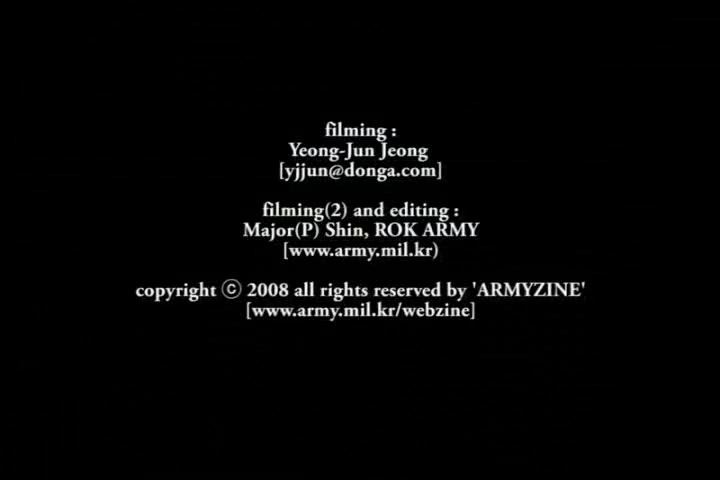 filming :
Yeong-Jun Jeong
[yjjun@donga.com]
filming(2) and editing :
Major(P) Shin, ROK ARMY
[www.army.mil.kr)
copyright ⓒ 2008 all rights reserved by 'ARMYZINE'
[www.army.mil.kr/webzine]